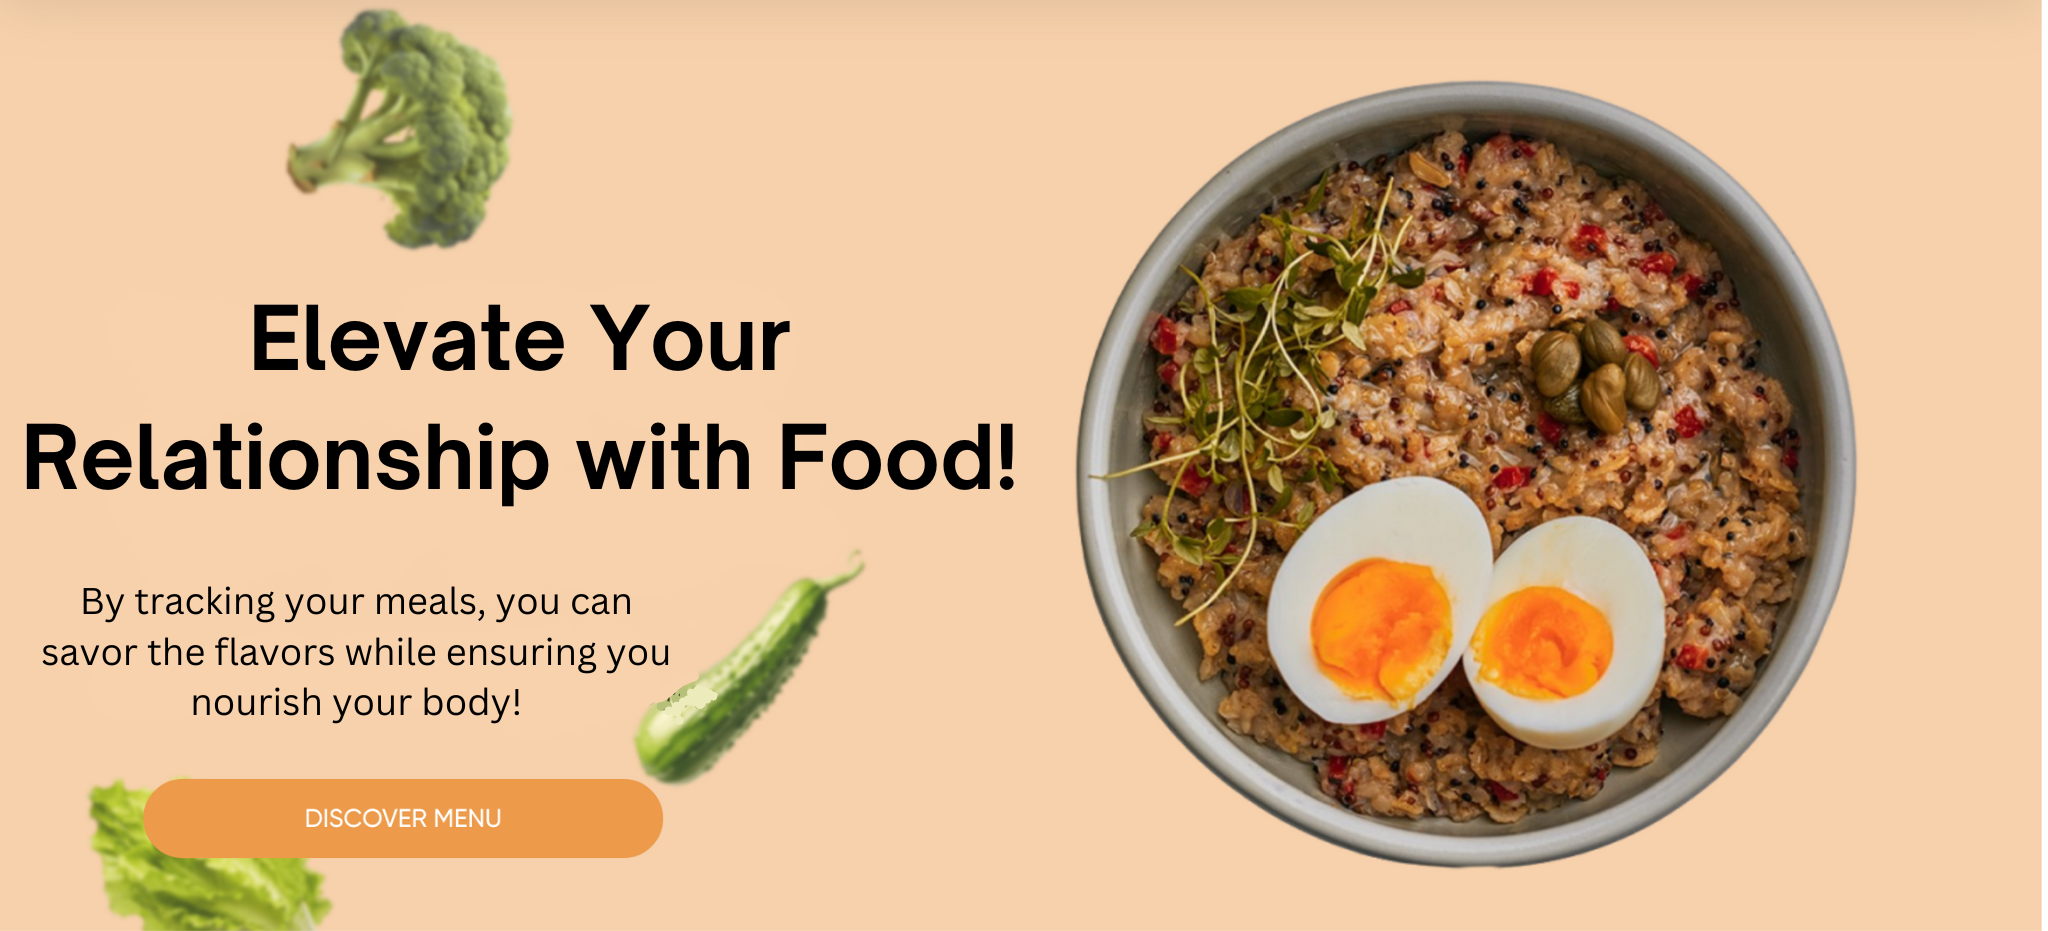 Elevate Your
Relationship with Food!
By tracking your meals, you can
savor the flavors while ensuring you
nourish your body!
DISCOVER MENU